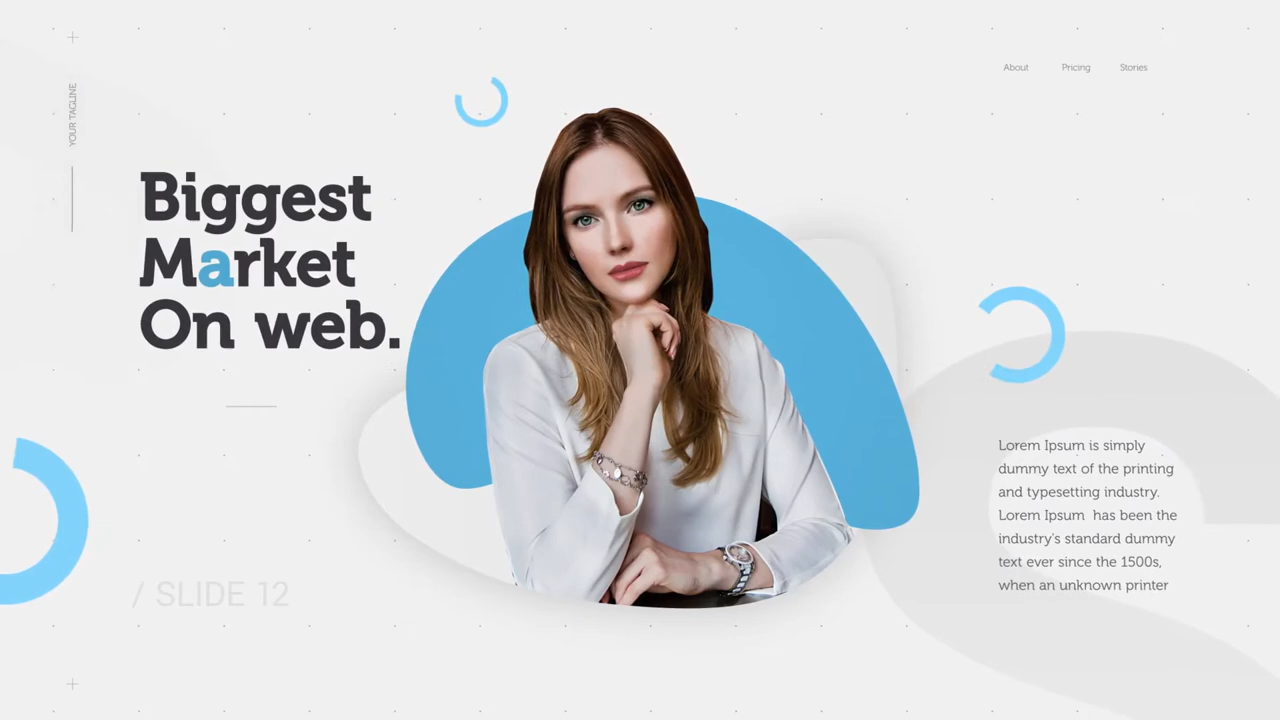 About Pricing Stories
YOUR TAGLINE
Biggest
Market
On web.
Lorem Ipsum is simply
dummy text of the printing
and typesetting industry.
Lorem Ipsum  has been the
industry's standard dummy
text ever since the 1500s,
when an unknown printer
/ SLIDE 12